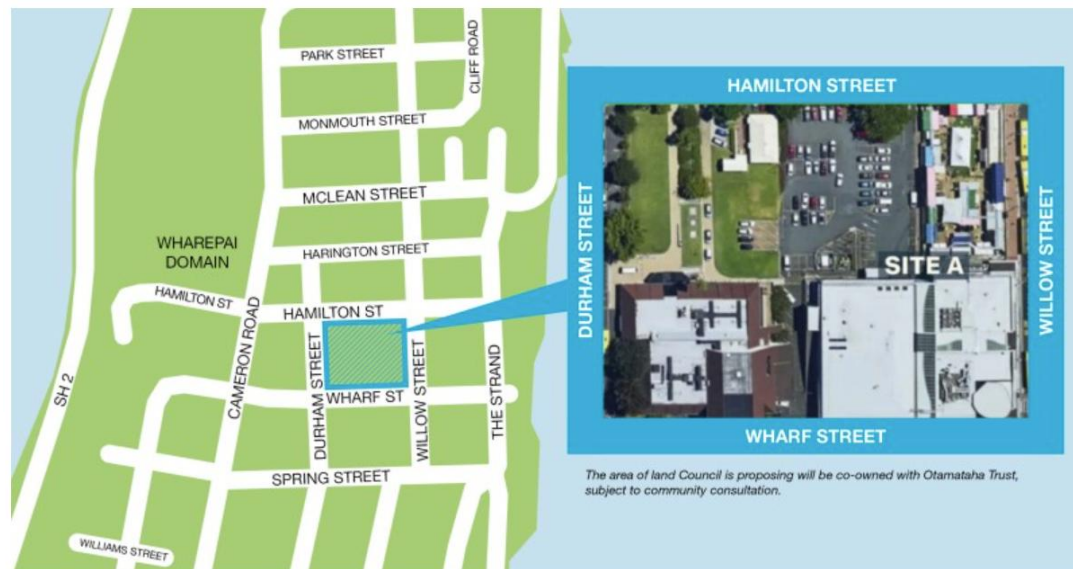 PARK STREET
CLIFF ROAD
MONMOUTH STREET
MCLEAN STREET
WHAREPAI
DOMAIN
HARINGTON STREET
HAMILTON ST
HAMILTON ST
CAMERON ROAD
DURHAM STREET
WILLOW STREET
THE STRAND
WHARF ST
SH 2
SPRING STREET
WILLIAMS STREET
HAMILTON STREET
DURHAM STREET
SITE A
WILLOW STREET
WHARF STREET
The area of land Council is proposing will be co-owned with Otamataha Trust,
subject to community consultation.